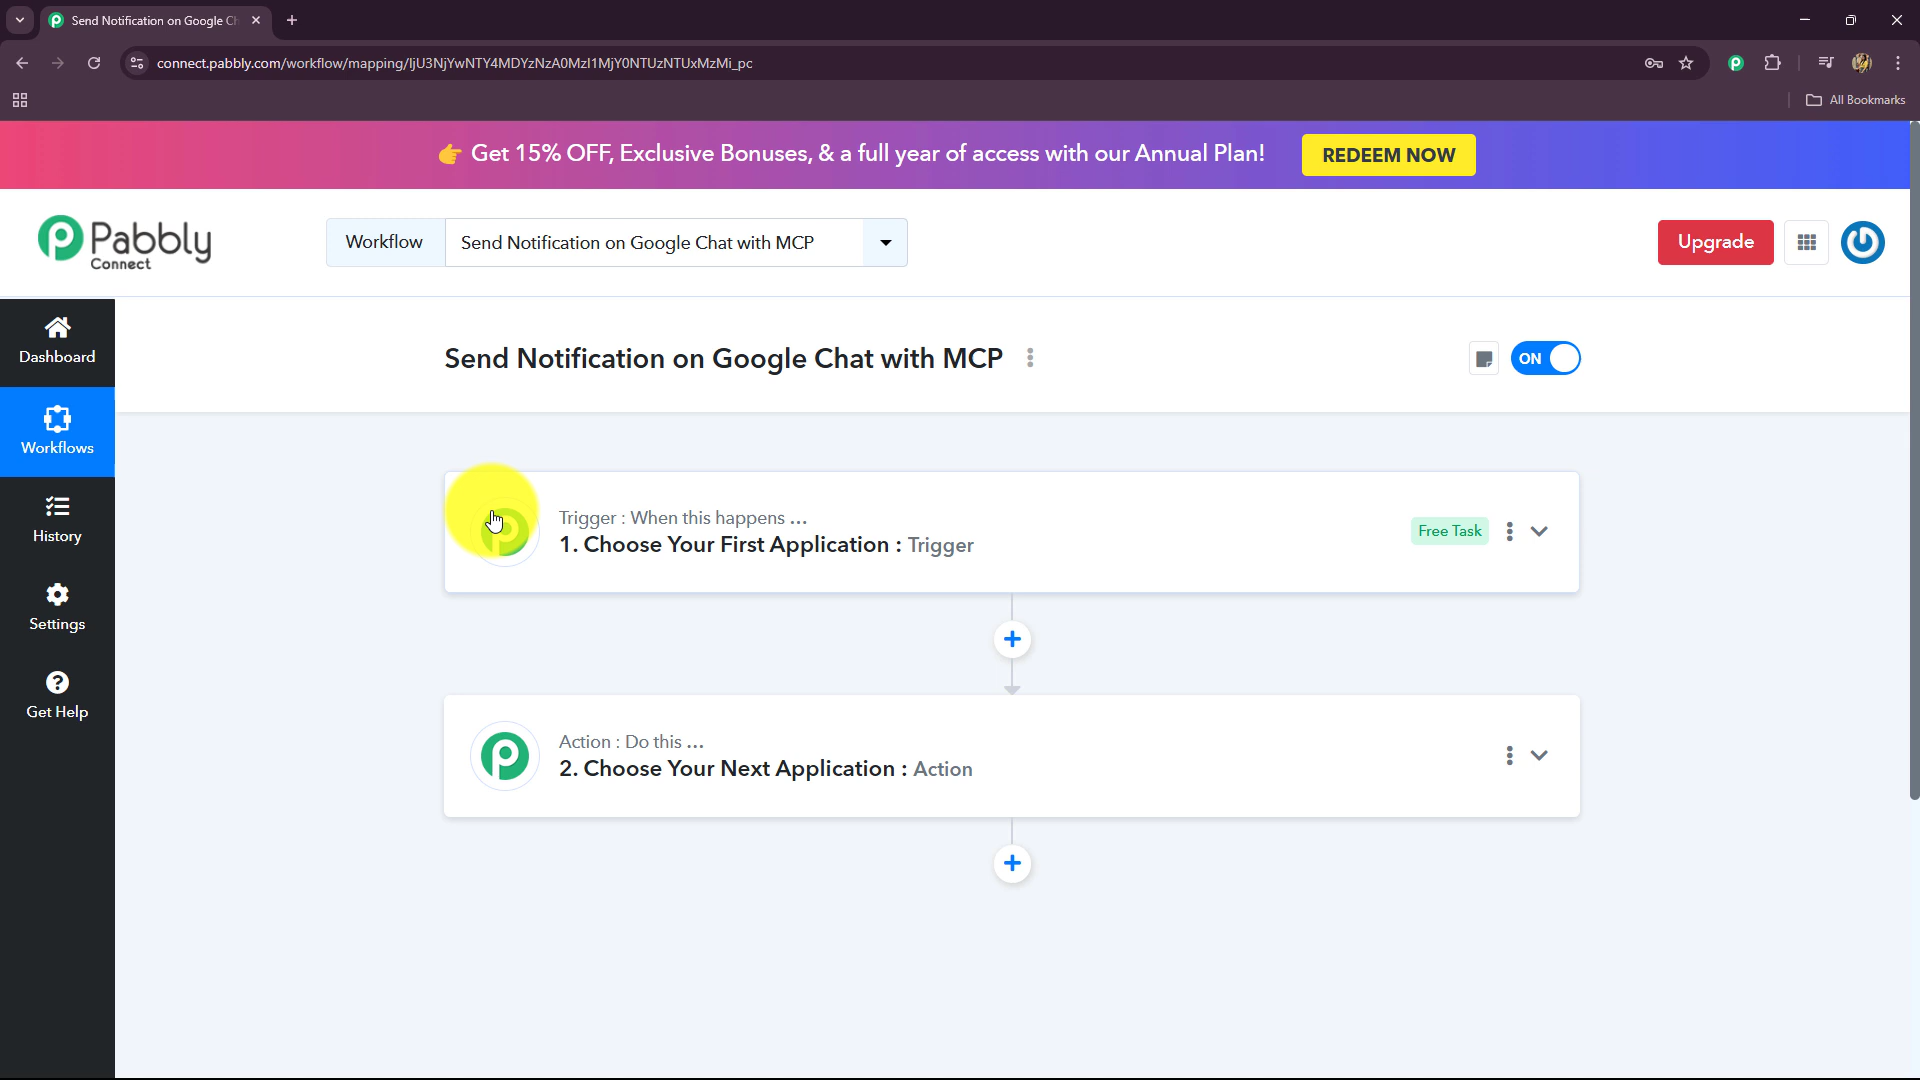 Send Notification on Google Ch
connect.pabbly.com/workflow/mapping/IjU3NjYwNTY4MDYzNzA0MzI1MjY0NTUzNTUxMzMi_pc
All Bookmarks
👉 Get 15% OFF, Exclusive Bonuses, & a full year of access with our Annual Plan!
REDEEM NOW
Pabbly
Connect
Workflow
Send Notification on Google Chat with MCP
Upgrade
Dashboard
Workflows
History
Settings
Get Help
Send Notification on Google Chat with MCP
ON
Trigger : When this happens ...
1. Choose Your First Application : Trigger
Free Task
Action : Do this ...
2. Choose Your Next Application : Action